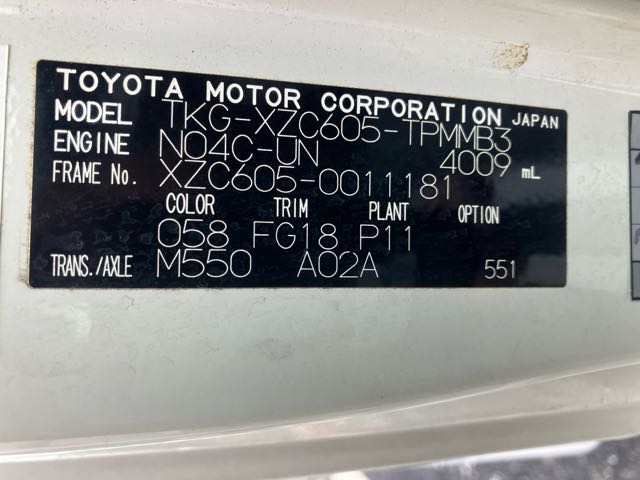 TOYOTA MOTOR CORPORATION JAPAN
MODEL TKG-XZC605-TPMMB3
ENGINE N04C-UN 4009 mL
FRAME No. XZC605-0011181
COLOR TRIM PLANT OPTION
058 FG18 P11
TRANS./AXLE M550 A02A 551